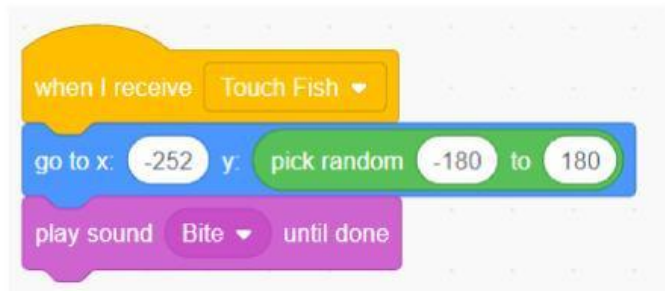 when I receive Touch Fish
go to x: -252 y: pick random -180 to 180
play sound Bite until done